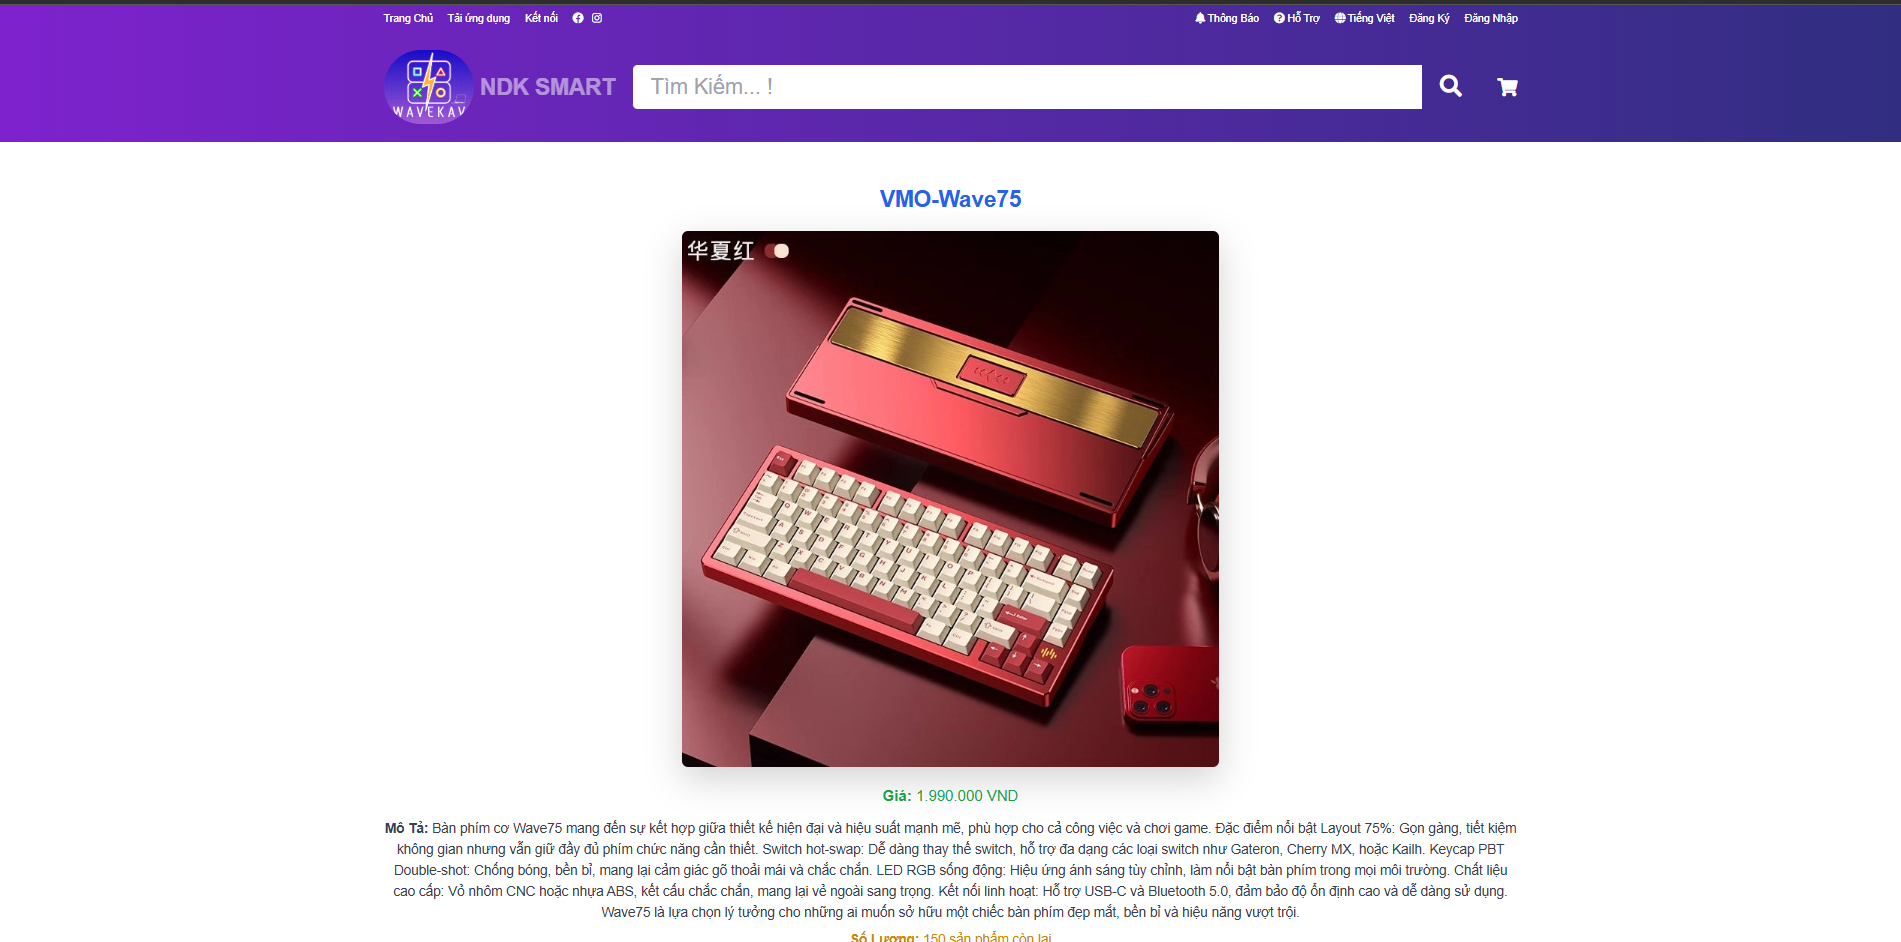 Trang Chủ Tải ứng dụng Kết nối
Thông Báo Hỗ Trợ Tiếng Việt Đăng Ký Đăng Nhập
WAVEKAV
NDK SMART
Tìm Kiếm... !
VMO-Wave75
华夏红
Giá: 1.990.000 VND
Mô Tả: Bàn phím cơ Wave75 mang đến sự kết hợp giữa thiết kế hiện đại và hiệu suất mạnh mẽ, phù hợp cho cả công việc và chơi game. Đặc điểm nổi bật Layout 75%: Gọn gàng, tiết kiệm
không gian nhưng vẫn giữ đầy đủ phím chức năng cần thiết. Switch hot-swap: Dễ dàng thay thế switch, hỗ trợ đa dạng các loại switch như Gateron, Cherry MX, hoặc Kailh. Keycap PBT
Double-shot: Chống bóng, bền bỉ, mang lại cảm giác gõ thoải mái và chắc chắn. LED RGB sống động: Hiệu ứng ánh sáng tùy chỉnh, làm nổi bật bàn phím trong mọi môi trường. Chất liệu
cao cấp: Vỏ nhôm CNC hoặc nhựa ABS, kết cấu chắc chắn, mang lại vẻ ngoài sang trọng. Kết nối linh hoạt: Hỗ trợ USB-C và Bluetooth 5.0, đảm bảo độ ổn định cao và dễ dàng sử dụng.
Wave75 là lựa chọn lý tưởng cho những ai muốn sở hữu một chiếc bàn phím đẹp mắt, bền bỉ và hiệu năng vượt trội.
Số Lượng: 150 sản phẩm còn lại